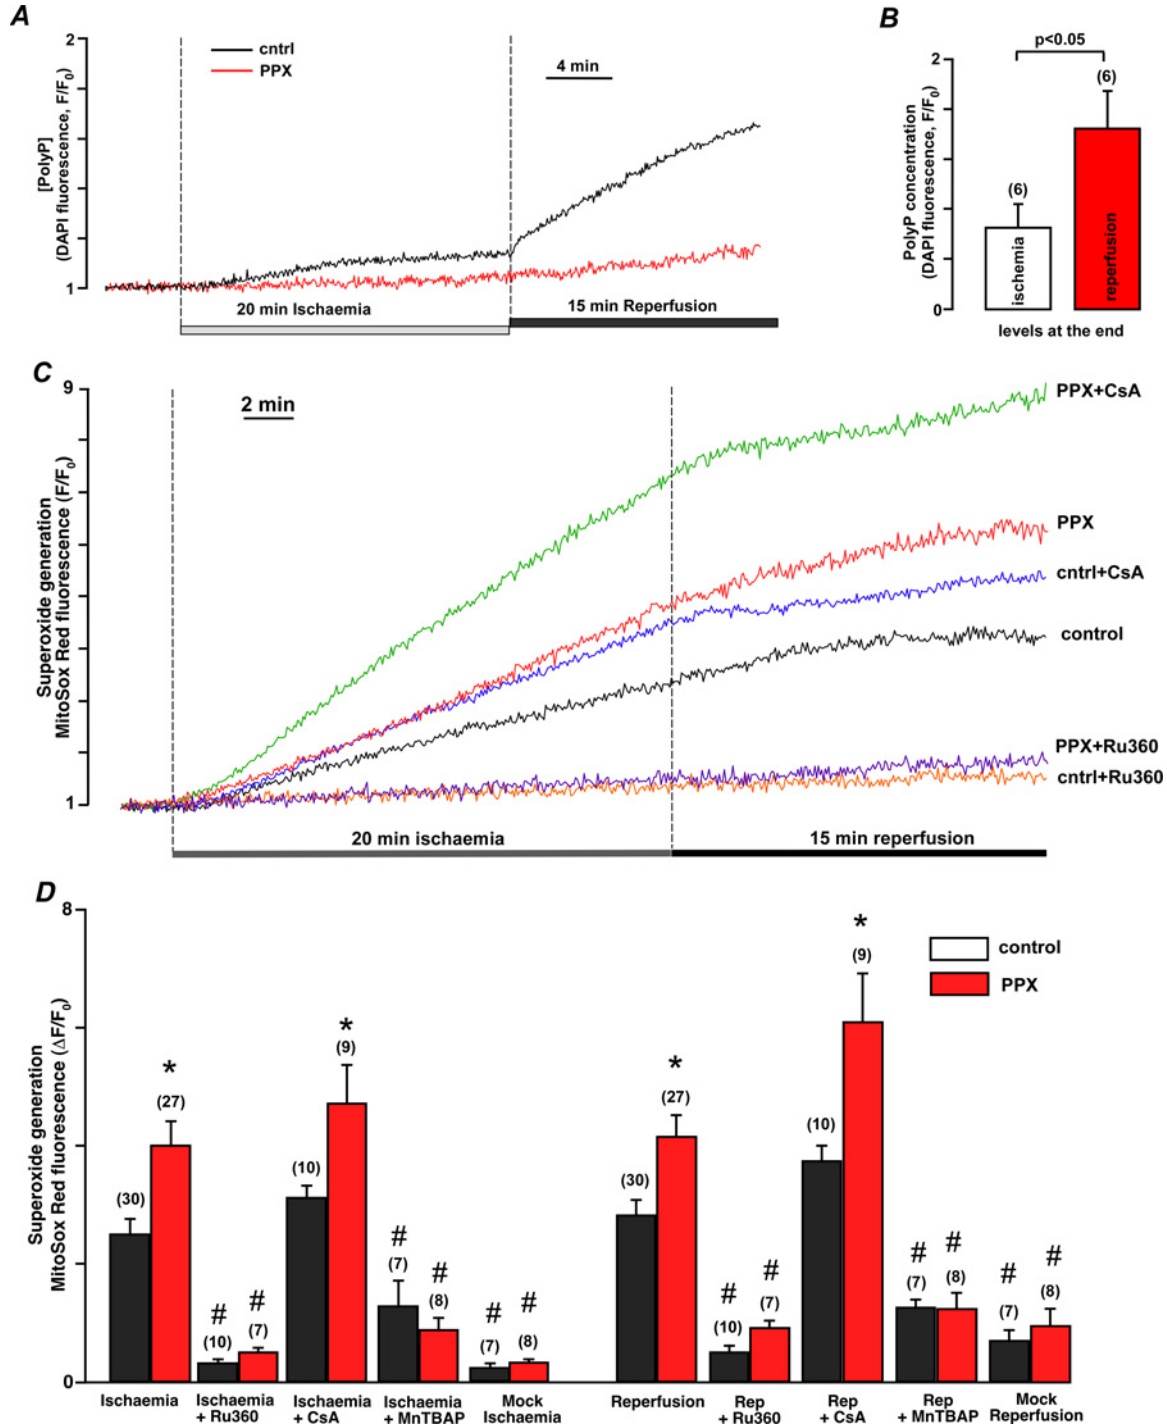 A
2
[PolyP]
(DAPI fluorescence, F/F0)
1
cntrl
PPX
4 min
20 min Ischaemia
15 min Reperfusion
B
p<0.05
2
PolyP concentration
(DAPI fluorescence, F/F0)
0
(6)
(6)
ischemia
reperfusion
levels at the end
C
9
Superoxide generation
MitoSox Red fluorescence (F/F0)
1
2 min
PPX+CsA
PPX
cntrl+CsA
control
PPX+Ru360
cntrl+Ru360
20 min ischaemia
15 min reperfusion
D
8
Superoxide generation
MitoSox Red fluorescence (ΔF/F0)
0
control
PPX
(30)
* (27)
# (10)
# (7)
(10)
* (9)
# (7)
# (8)
# (7)
# (8)
(30)
* (27)
# (10)
# (7)
(10)
* (9)
# (7)
# (8)
# (7)
# (8)
Ischaemia
Ischaemia
+ Ru360
Ischaemia
+ CsA
Ischaemia
+ MnTBAP
Mock
Ischaemia
Reperfusion
Rep
+ Ru360
Rep
+ CsA
Rep
+ MnTBAP
Mock
Reperfusion